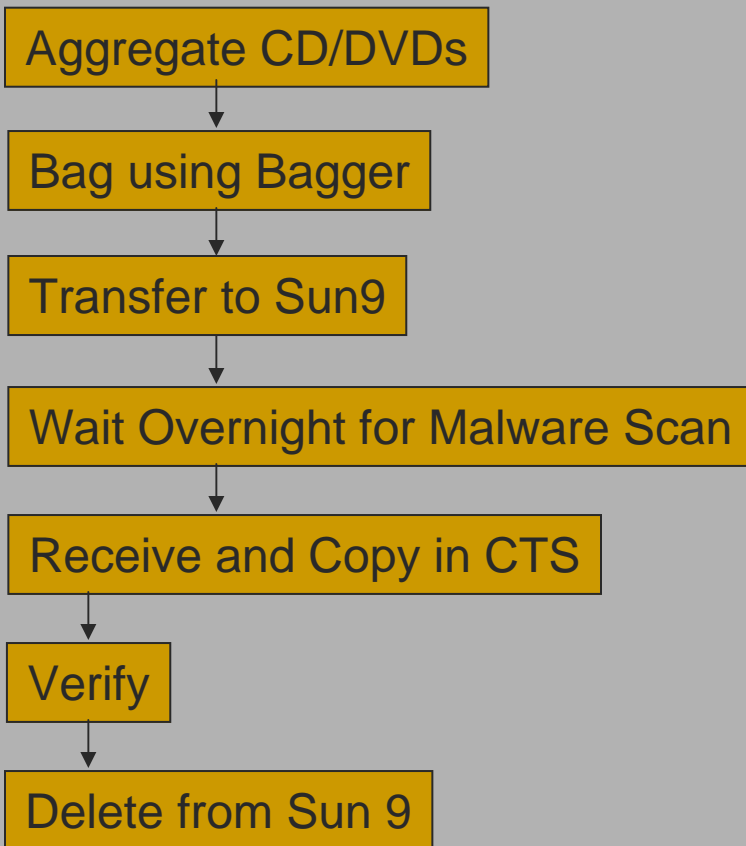 Aggregate CD/DVDs
Bag using Bagger
Transfer to Sun9
Wait Overnight for Malware Scan
Receive and Copy in CTS
Verify
Delete from Sun 9